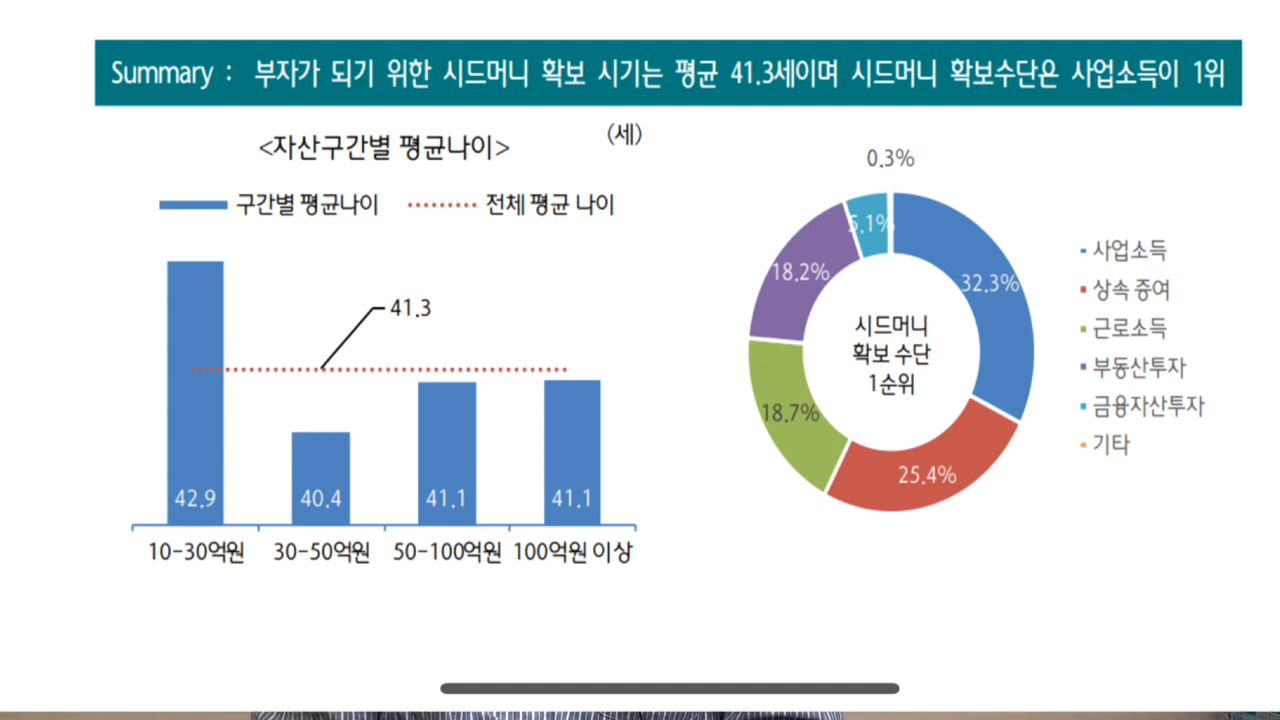 Summary : 부자가 되기 위한 시드머니 확보 시기는 평균 41.3세이며 시드머니 확보수단은 사업소득이 1위
<자산구간별 평균나이>
(세)
구간별 평균나이
전체 평균 나이
41.3
42.9
40.4
41.1
41.1
10-30억원
30-50억원
50-100억원
100억원 이상
0.3%
5.1%
18.2%
32.3%
18.7%
25.4%
시드머니
확보 수단
1순위
사업소득
상속 증여
근로소득
부동산투자
금융자산투자
기타